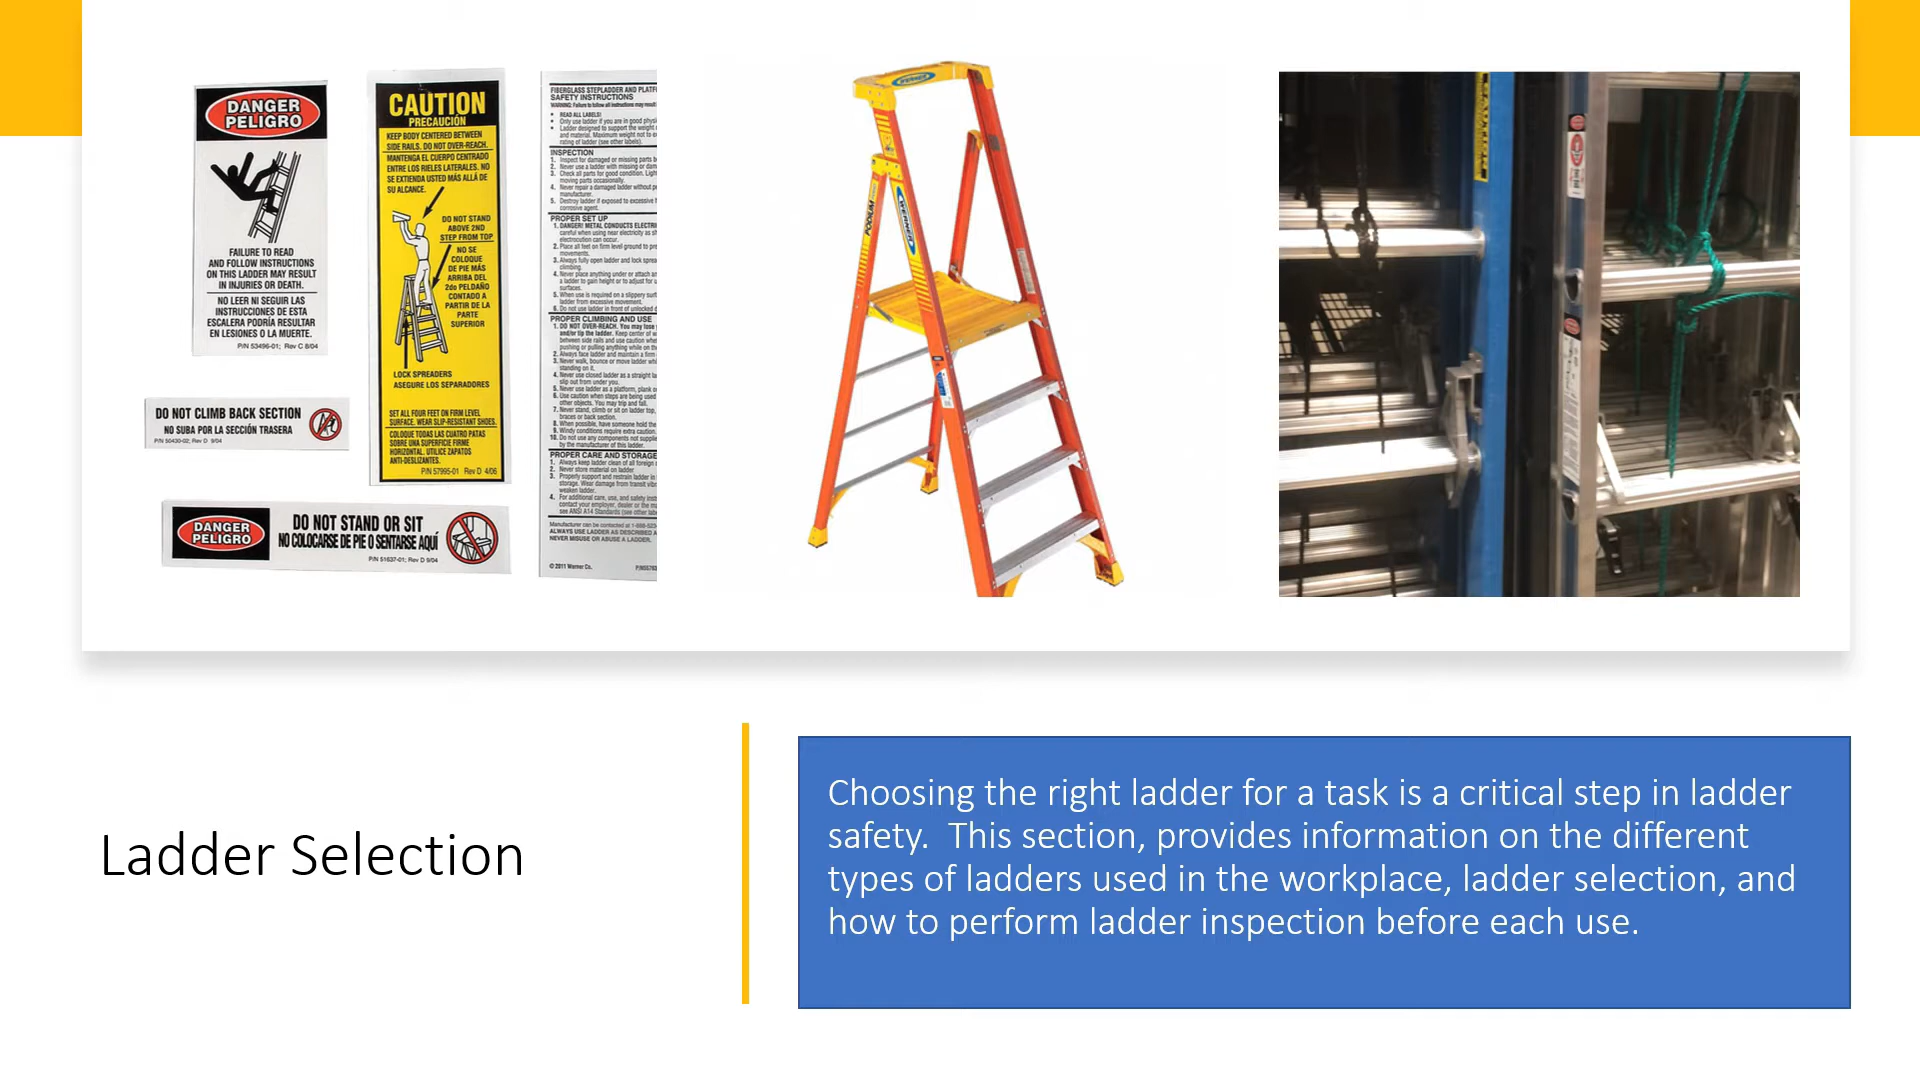 DANGER
PELIGRO
FAILURE TO READ
AND FOLLOW INSTRUCTIONS
ON THIS LADDER MAY RESULT
IN INJURIES OR DEATH.
NO LEER NI SEGUIR LAS
INSTRUCCIONES DE ESTA
ESCALERA PODRÍA RESULTAR
EN LESIONES O LA MUERTE.
P/N 53496-01; Rev C 8/04
DO NOT CLIMB BACK SECTION
NO SUBA POR LA SECCIÓN TRASERA
P/N 50430-02; Rev D 9/04
DANGER
PELIGRO
DO NOT STAND OR SIT
NO COLOCARSE DE PIE O SENTARSE AQUÍ
P/N 51637-01; Rev D 9/04
CAUTION
PRECAUCIÓN
KEEP BODY CENTERED BETWEEN
SIDE RAILS. DO NOT OVER-REACH.
MANTENGA EL CUERPO CENTRADO
ENTRE LOS RIELES LATERALES. NO
SE EXTIENDA USTED MÁS ALLÁ DE
SU ALCANCE.
DO NOT STAND
ABOVE 2ND
STEP FROM TOP
NO SE
COLOQUE
DE PIE MÁS
ARRIBA DEL
2do PELDAÑO
CONTADO A
PARTIR DE LA
PARTE
SUPERIOR
LOCK SPREADERS
ASEGURE LOS SEPARADORES
SET ALL FOUR FEET ON FIRM LEVEL
SURFACE. WEAR SLIP-RESISTANT SHOES.
COLOQUE TODAS LAS CUATRO PATAS
SOBRE UNA SUPERFICIE FIRME
HORIZONTAL. UTILICE ZAPATOS
ANTI-DESLIZANTES.
P/N 57995-01 Rev D 4/06
FIBERGLASS STEPLADDER AND
SAFETY INSTRUCTIONS
WARNING: Failure to follow all instructions may result
READ ALL LABELS!
Only use ladder if you are in good
Ladder designed to support the weight
and material. Maximum weight not to
rating of ladder (see other labels).
INSPECTION
1. Inspect for damaged or missing parts
2. Never use a ladder with missing or
3. Check all parts for good condition.
moving parts occasionally.
4. Never repair a damaged ladder without
manufacturer.
5. Destroy ladder if exposed to excessive
corrosive agent.
PROPER SET UP
1. DANGER! METAL CONDUCTS
careful when using near electricity as
electrocution can occur.
2. Place all feet on firm level ground to
movements.
3. Always fully open ladder and lock
climbing.
4. Never place anything under or attach
a ladder to gain height or to adjust for
surfaces.
5. When use is required on a slippery
ladder from excessive movement.
6. Do not use ladder in front of unlocked
PROPER CLIMBING AND USE
1. DO NOT OVER-REACH. You may lose
and/or tip the ladder. Keep center of
between side rails and use caution
pushing or pulling anything while on
2. Always face ladder and maintain a firm
3. Never walk, bounce or move ladder
standing on it.
4. Never use closed ladder as a straight
slip out from under you.
5. Never use ladder as a platform, plank
6. Use caution when steps are being used
other objects. You may trip and fall.
7. Never stand, climb or sit on ladder top,
braces or back section.
8. When possible, have someone hold the
9. Windy conditions require extra caution.
10. Do not use any components not
by the manufacturer of this ladder.
PROPER CARE AND STORAGE
1. Always keep ladder clean of all foreign
2. Never store material on ladder
3. Properly support and restrain ladder in
storage. Wear damage from transit
weaken ladder.
4. For additional care, use, and safety
contact your employer, dealer or the
see ANSI A14 Standards (see other
Manufacturer can be contacted at
ALWAYS USE LADDER AS DESCRIBED
NEVER MISUSE OR ABUSE A LADDER.
© 2011 Werner Co.
WERNER
PODIUM
WERNER
Ladder Selection
Choosing the right ladder for a task is a critical step in ladder
safety. This section, provides information on the different
types of ladders used in the workplace, ladder selection, and
how to perform ladder inspection before each use.